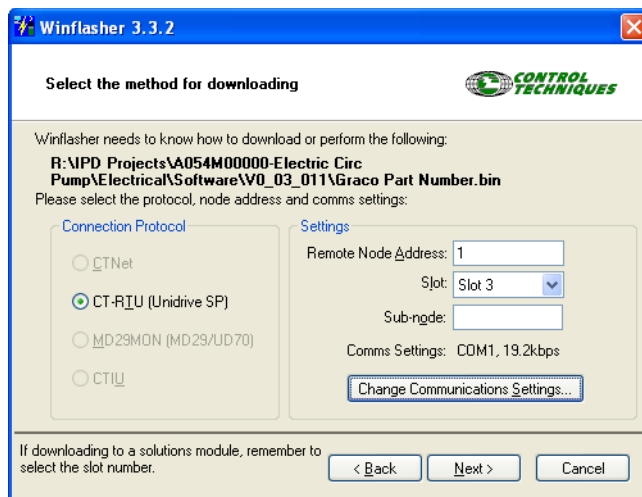 Winflasher 3.3.2
Select the method for downloading
CONTROL
TECHNIQUES
Winflasher needs to know how to download or perform the following:
R:\IPD Projects\A054M00000-Electric Circ
Pump\Electrical\Software\V0_03_011\Graco Part Number.bin
Please select the protocol, node address and comms settings:
Connection Protocol
CTNet
CT-RTU (Unidrive SP)
MD29MON (MD29/UD70)
CTIU
Settings
Remote Node Address: 1
Slot: Slot 3
Sub-node:
Comms Settings: COM1, 19.2kbps
Change Communications Settings...
If downloading to a solutions module, remember to
select the slot number.
< Back Next > Cancel